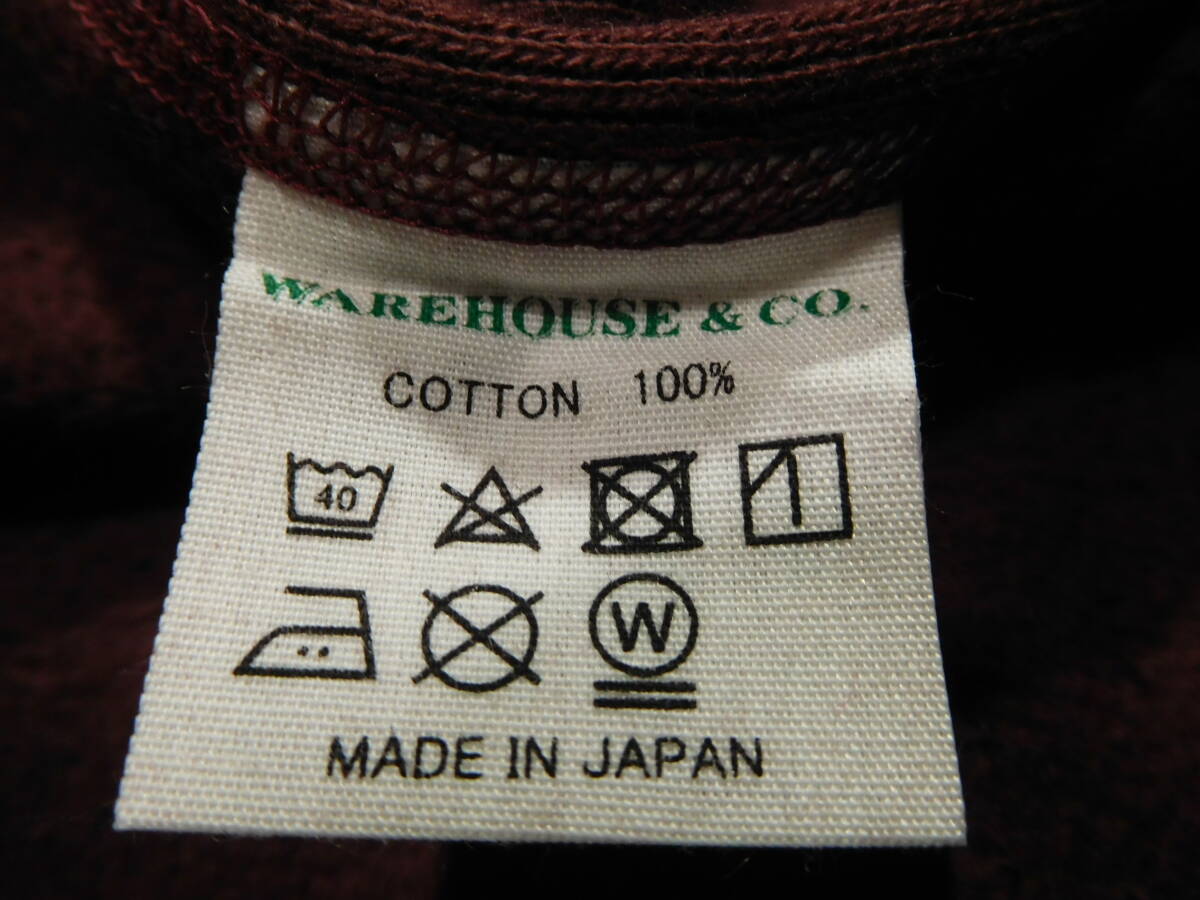 WAREHOUSE & CO.
COTTON 100%
40
W
MADE IN JAPAN